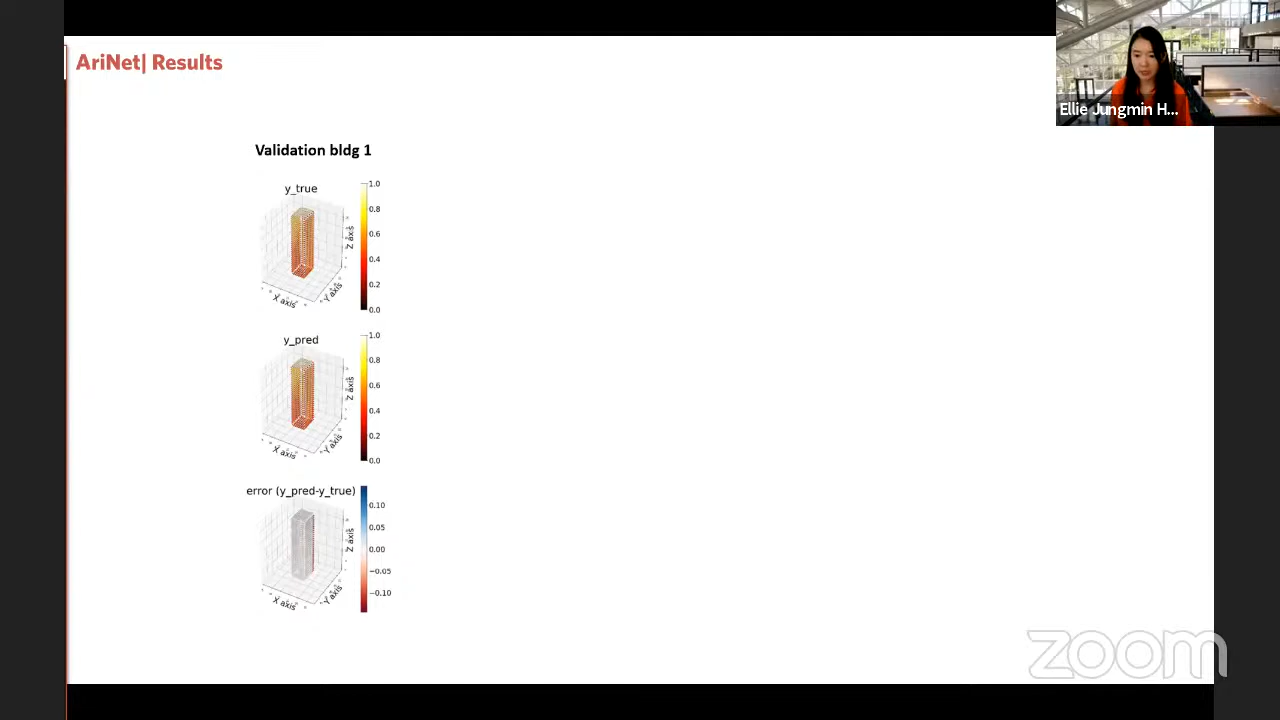 AriNet| Results
Ellie Jungmin H...
Validation bldg 1
y_true
1.0
0.8
0.6
0.4
0.2
0.0
Z axis
X axis
Y axis
y_pred
1.0
0.8
0.6
0.4
0.2
0.0
Z axis
X axis
Y axis
error (y_pred-y_true)
0.10
0.05
0.00
−0.05
−0.10
Z axis
X axis
Y axis
zoom